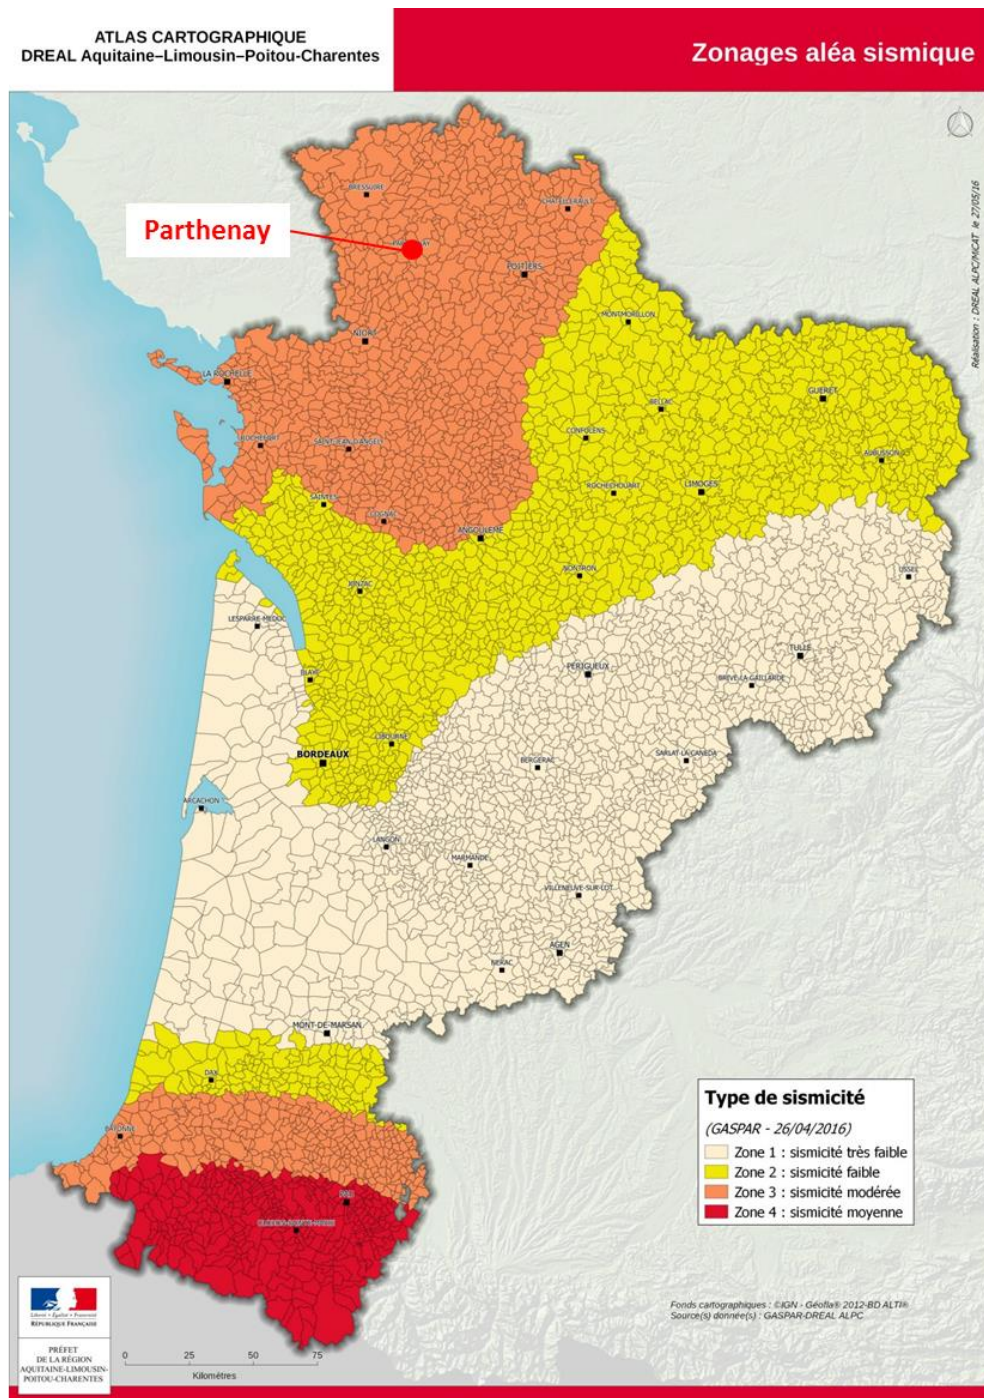 ATLAS CARTOGRAPHIQUE
DREAL Aquitaine–Limousin–Poitou-Charentes
Zonages aléa sismique
Réalisation : DREAL ALPC/MICAT le 27/05/16
BRESSUIRE
CHATELLERAULT
Parthenay
POITIERS
MONTMORILLON
NIORT
LA ROCHELLE
GUERET
BELLAC
ROCHEFORT
SAINT-JEAN-D'ANGELY
CONFOLENS
AUBUSSON
SAINTES
ROCHECHOUART
LIMOGES
COGNAC
ANGOULEME
JONZAC
NONTRON
USSEL
LESPARRE-MEDOC
BLAYE
PERIGUEUX
TULLE
BRIVE-LA-GAILLARDE
LIBOURNE
BORDEAUX
BERGERAC
SARLAT-LA-CANEDA
ARCACHON
LANGON
MARMANDE
VILLENEUVE-SUR-LOT
AGEN
NERAC
MONT-DE-MARSAN
DAX
BAYONNE
PAU
OLORON-SAINTE-MARIE
Type de sismicité
(GASPAR - 26/04/2016)
Zone 1 : sismicité très faible
Zone 2 : sismicité faible
Zone 3 : sismicité modérée
Zone 4 : sismicité moyenne
Liberté • Égalité • Fraternité
RÉPUBLIQUE FRANÇAISE
PRÉFET
DE LA RÉGION
AQUITAINE-LIMOUSIN-
POITOU-CHARENTES
0 25 50 75
Kilomètres
Fonds cartographiques : ©IGN - Géofla® 2012-BD ALTI®
Source(s) donnée(s) : GASPAR-DREAL ALPC